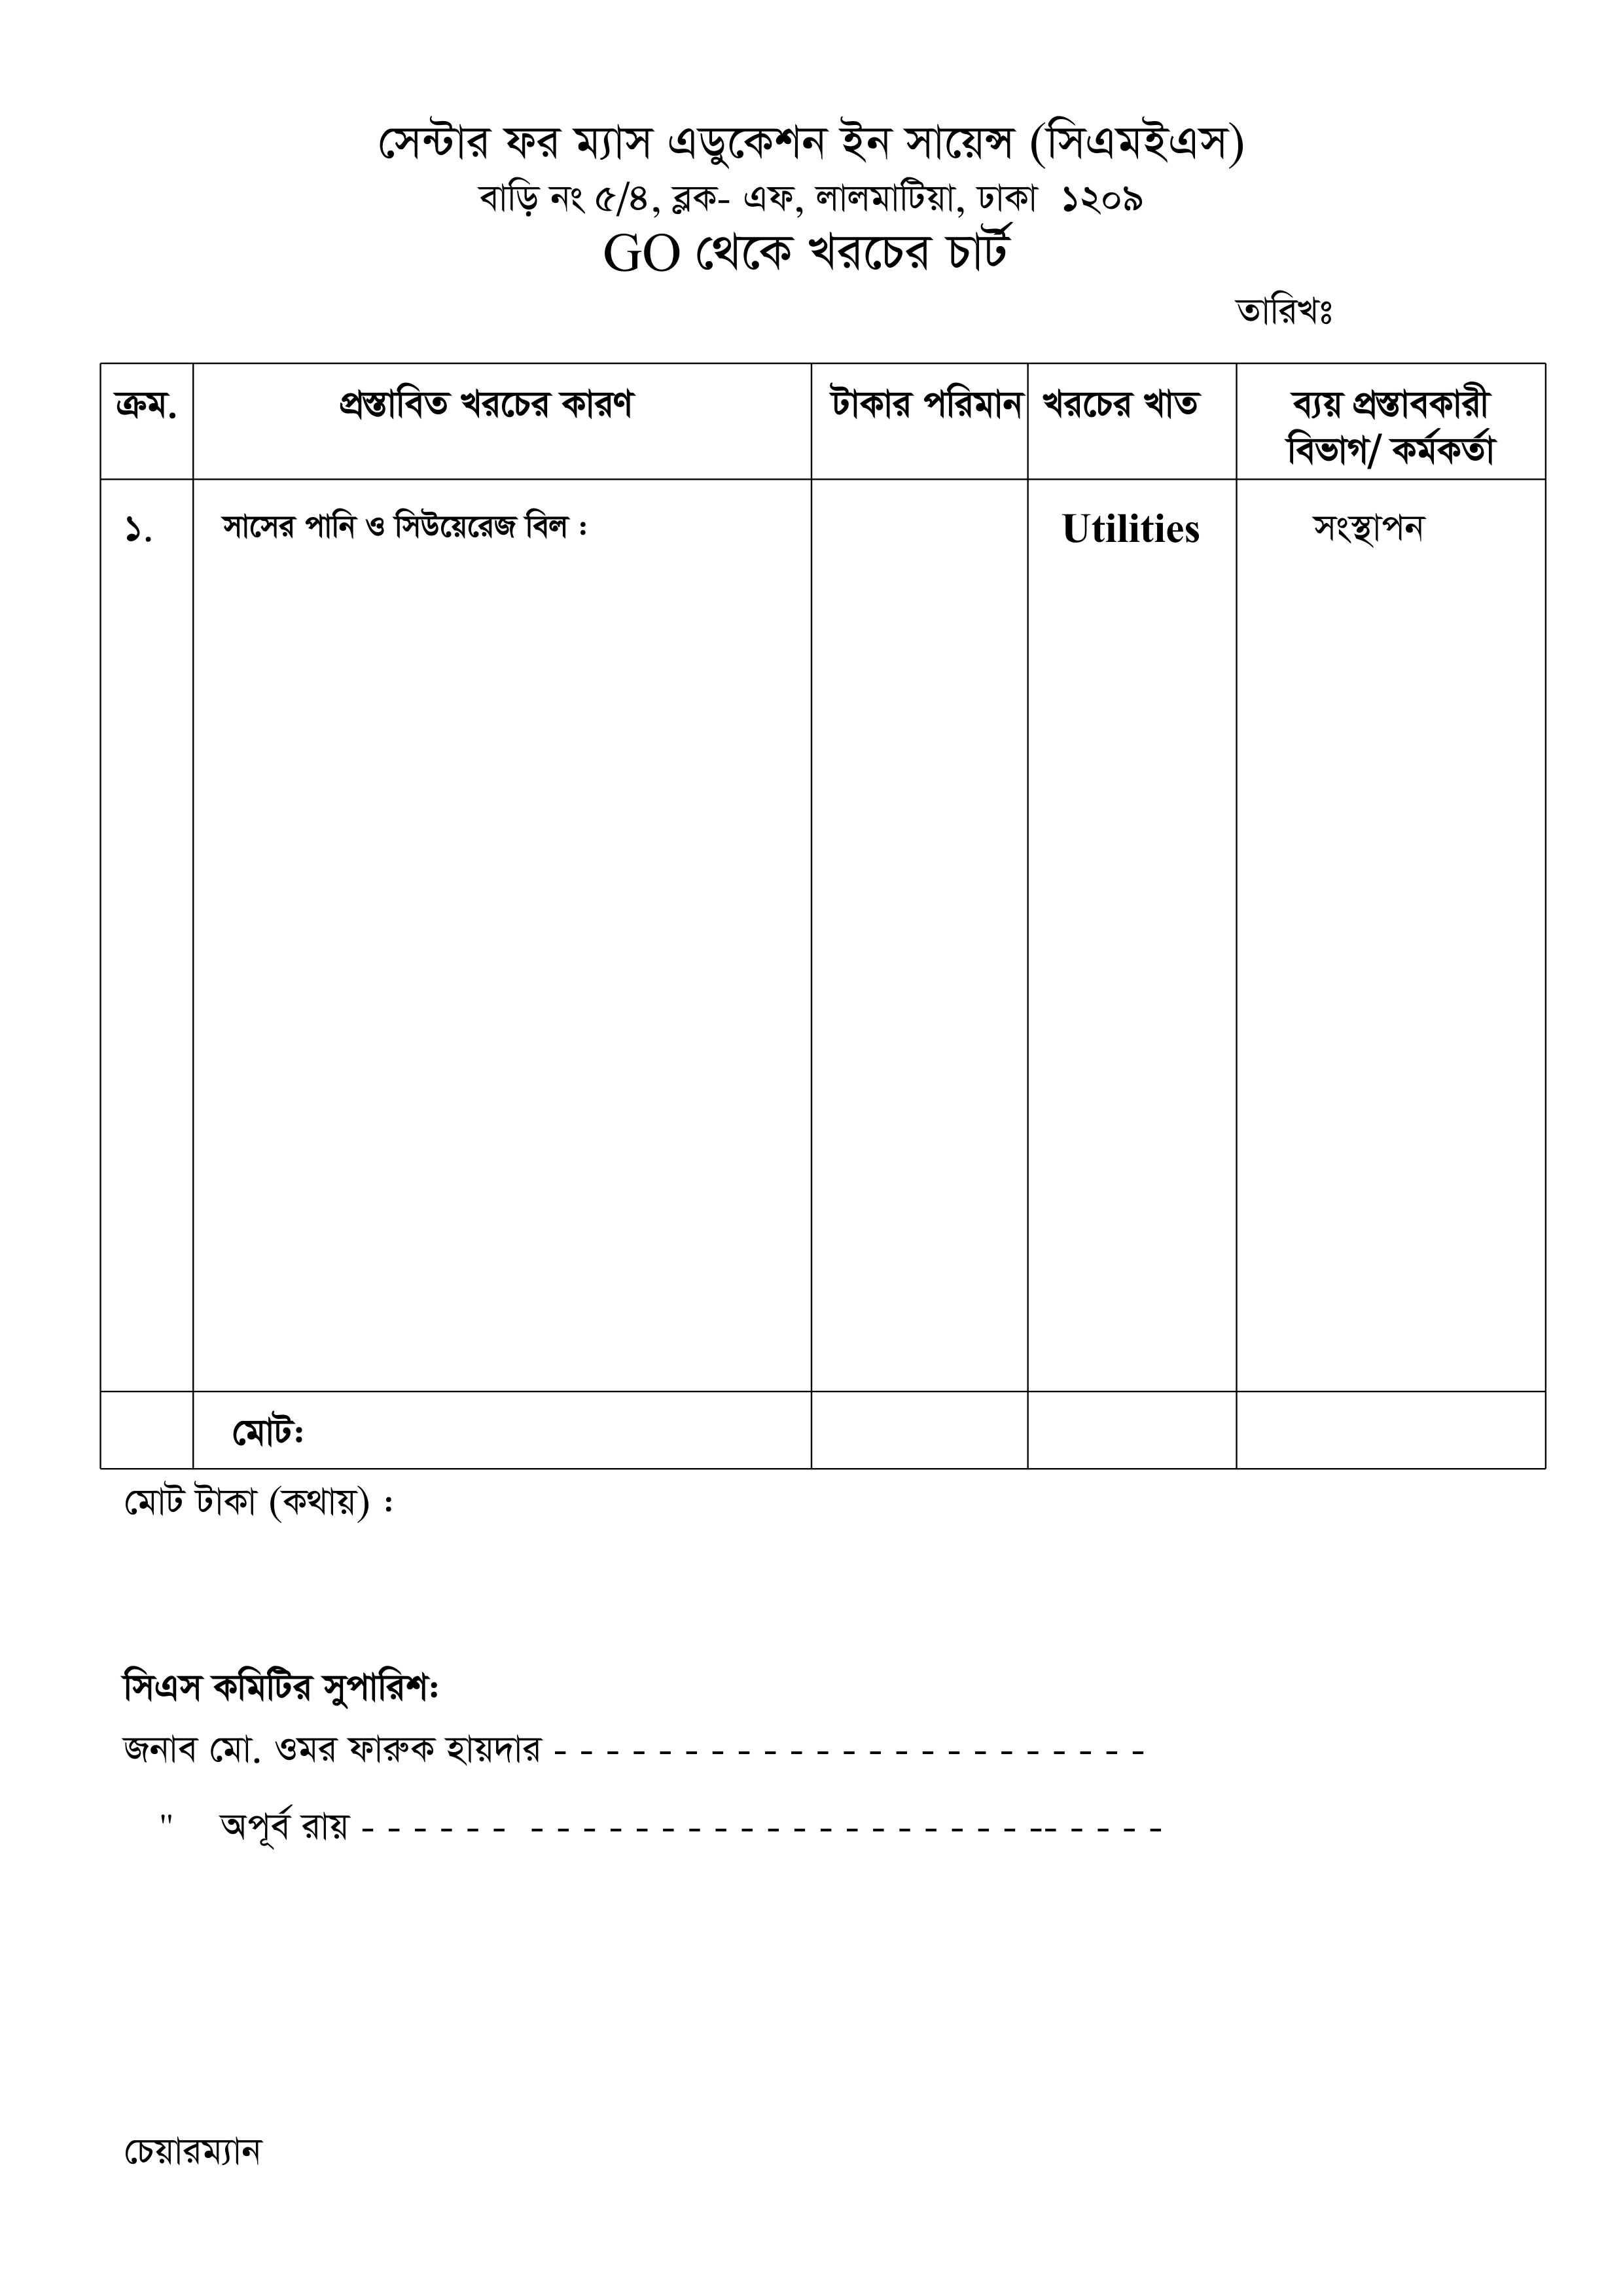 সেন্টার ফর ম্যাস এডুকেশন ইন সায়েন্স (সিএমইএস)
বাড়ি নং ৫/৪, ব্লক- এফ, লালমাটিয়া, ঢাকা ১২০৯
GO থেকে খরচের চার্ট
তারিখঃ
ক্রম. প্রস্তাবিত খরচের কারণ টাকার পরিমান খরচের খাত ব্যয় প্রস্তাবকারী
বিভাগ/ কর্মকর্তা
১. সাসের পানি ও সিউয়েরেজ বিল : Utilities সংস্থাপন
মোট:
মোট টাকা (কথায়) :
সিএস কমিটির সুপারিশ:
জনাব মো. ওমর ফারুক হায়দার - - - - - - - - - - - - - - - - - - - - - - -
" অপূর্ব রায় - - - - - - - - - - - - - - - - - - - - - - - - - -- - - - -
চেয়ারম্যান